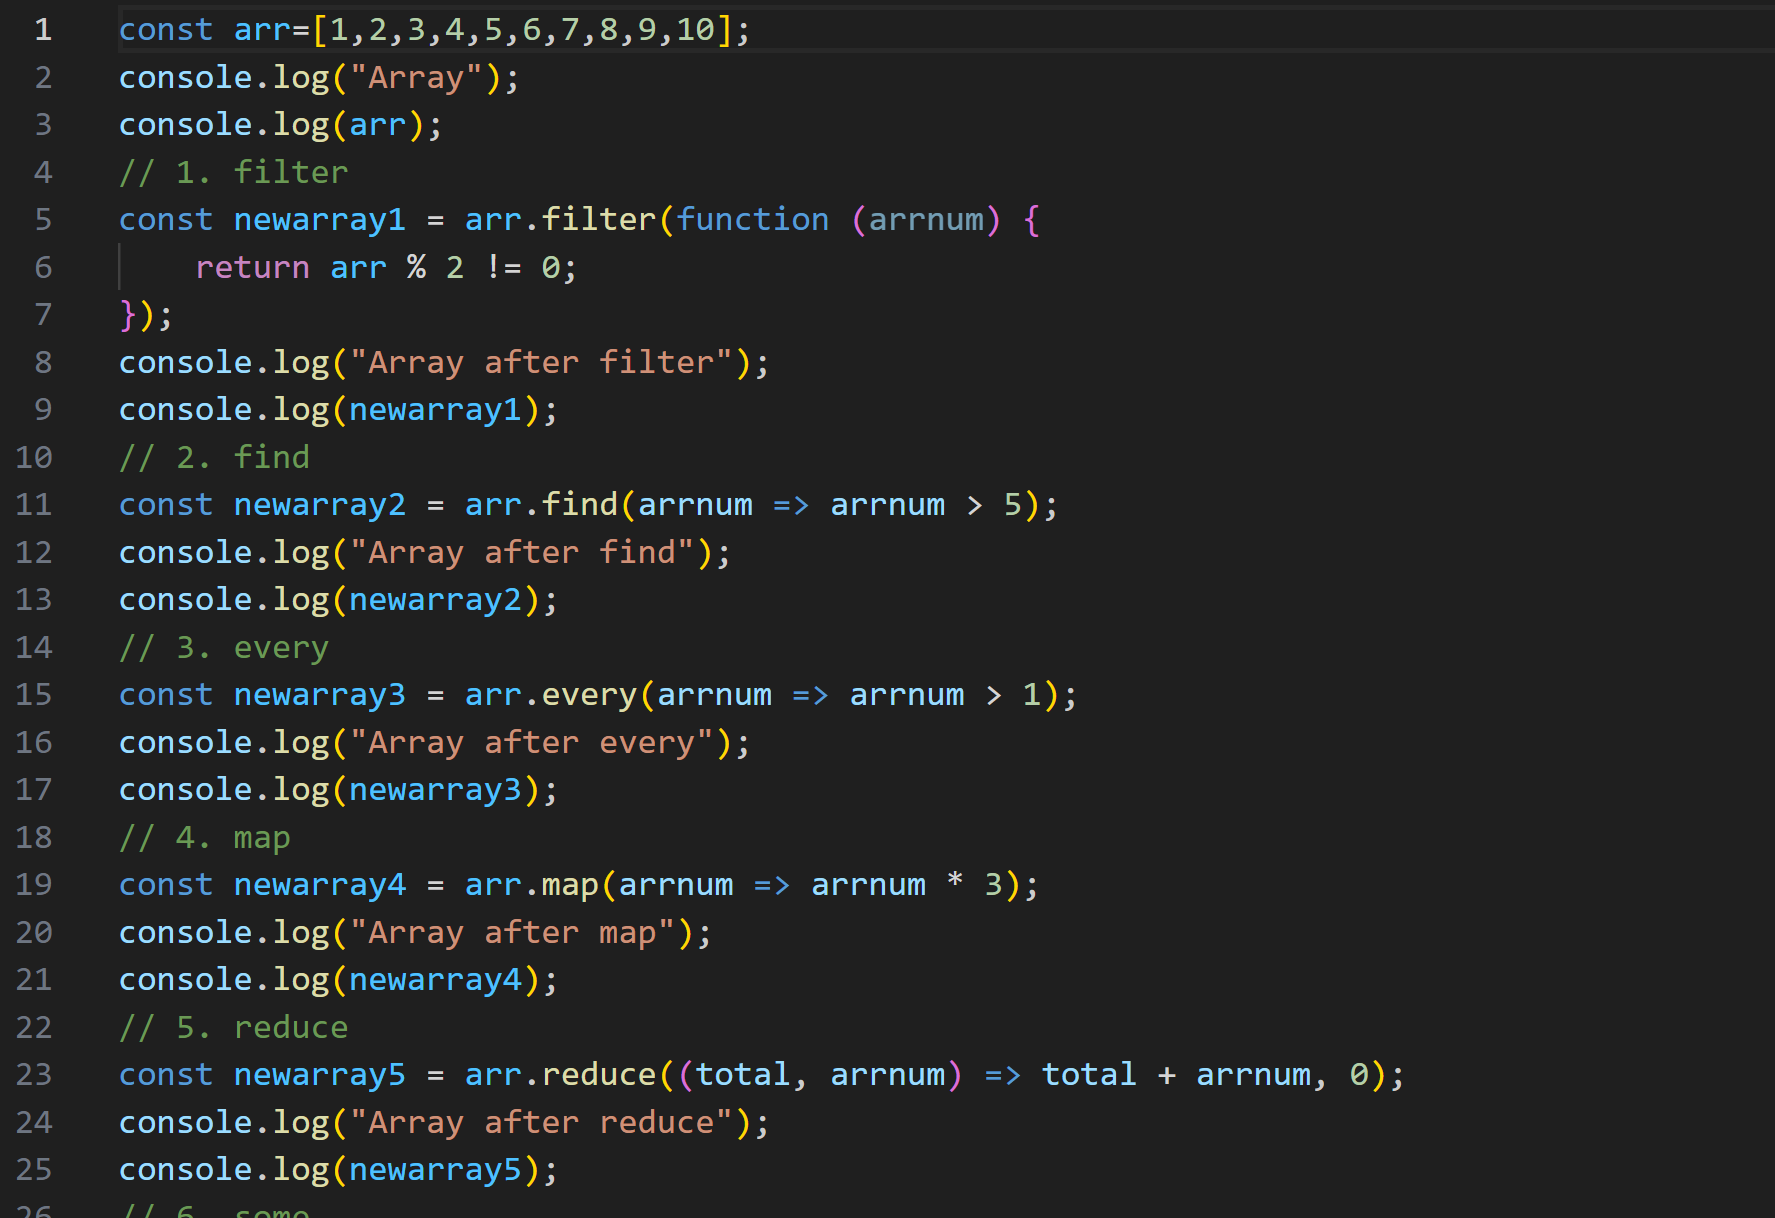 1 const arr=[1,2,3,4,5,6,7,8,9,10];
2 console.log("Array");
3 console.log(arr);
4 // 1. filter
5 const newarray1 = arr.filter(function (arrnum) {
6     return arr % 2 != 0;
7 });
8 console.log("Array after filter");
9 console.log(newarray1);
10 // 2. find
11 const newarray2 = arr.find(arrnum => arrnum > 5);
12 console.log("Array after find");
13 console.log(newarray2);
14 // 3. every
15 const newarray3 = arr.every(arrnum => arrnum > 1);
16 console.log("Array after every");
17 console.log(newarray3);
18 // 4. map
19 const newarray4 = arr.map(arrnum => arrnum * 3);
20 console.log("Array after map");
21 console.log(newarray4);
22 // 5. reduce
23 const newarray5 = arr.reduce((total, arrnum) => total + arrnum, 0);
24 console.log("Array after reduce");
25 console.log(newarray5);
26 // 6. some